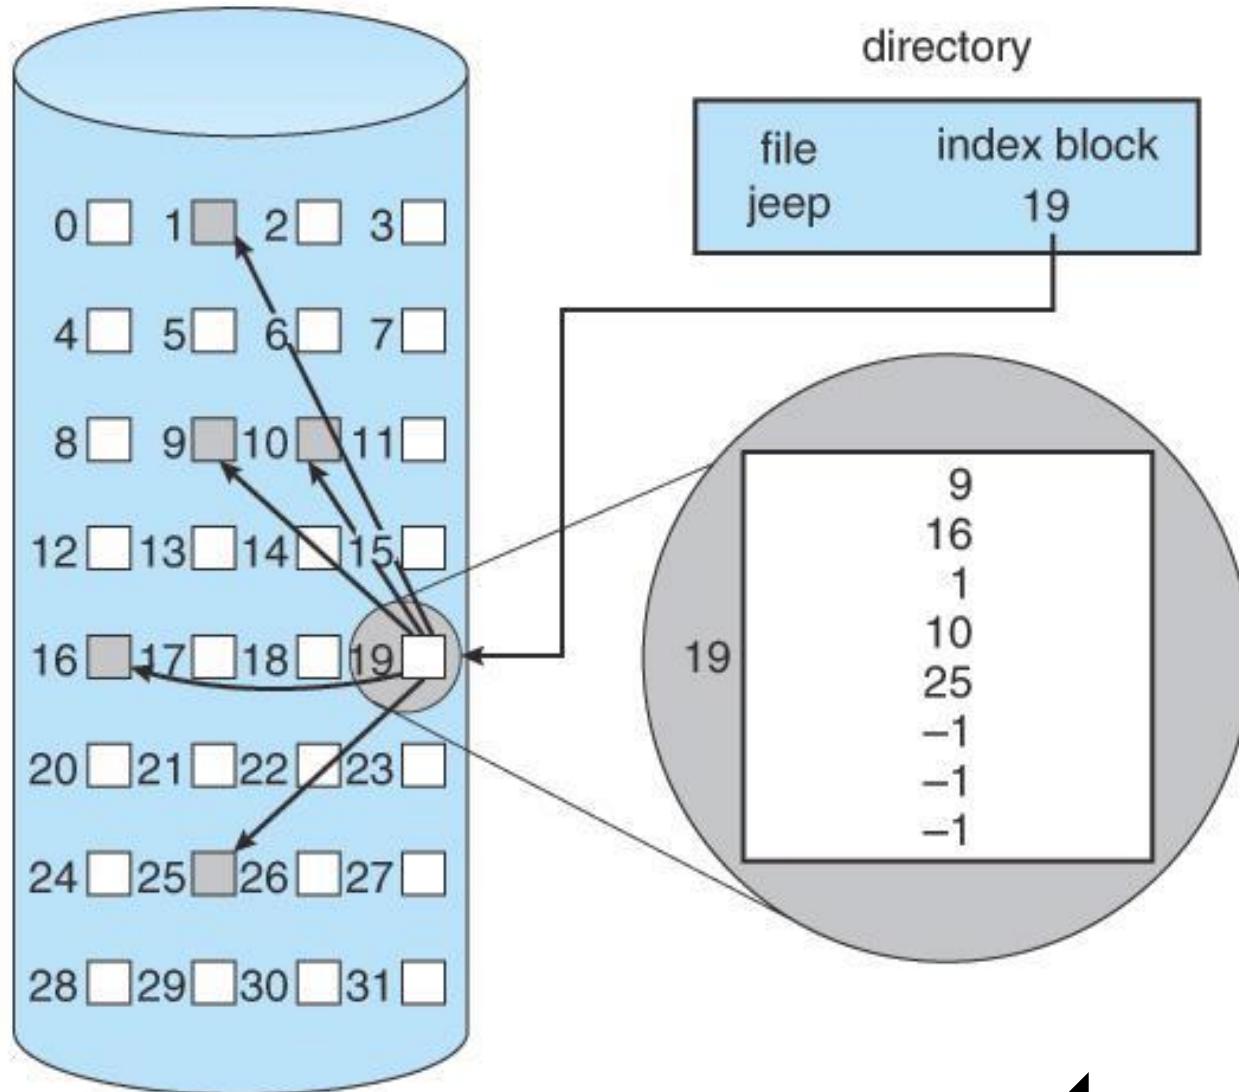 directory
file index block
jeep 19
0 1 2 3
4 5 6 7
8 9 10 11
12 13 14 15
16 17 18 19
20 21 22 23
24 25 26 27
28 29 30 31
19
9
16
1
10
25
–1
–1
–1